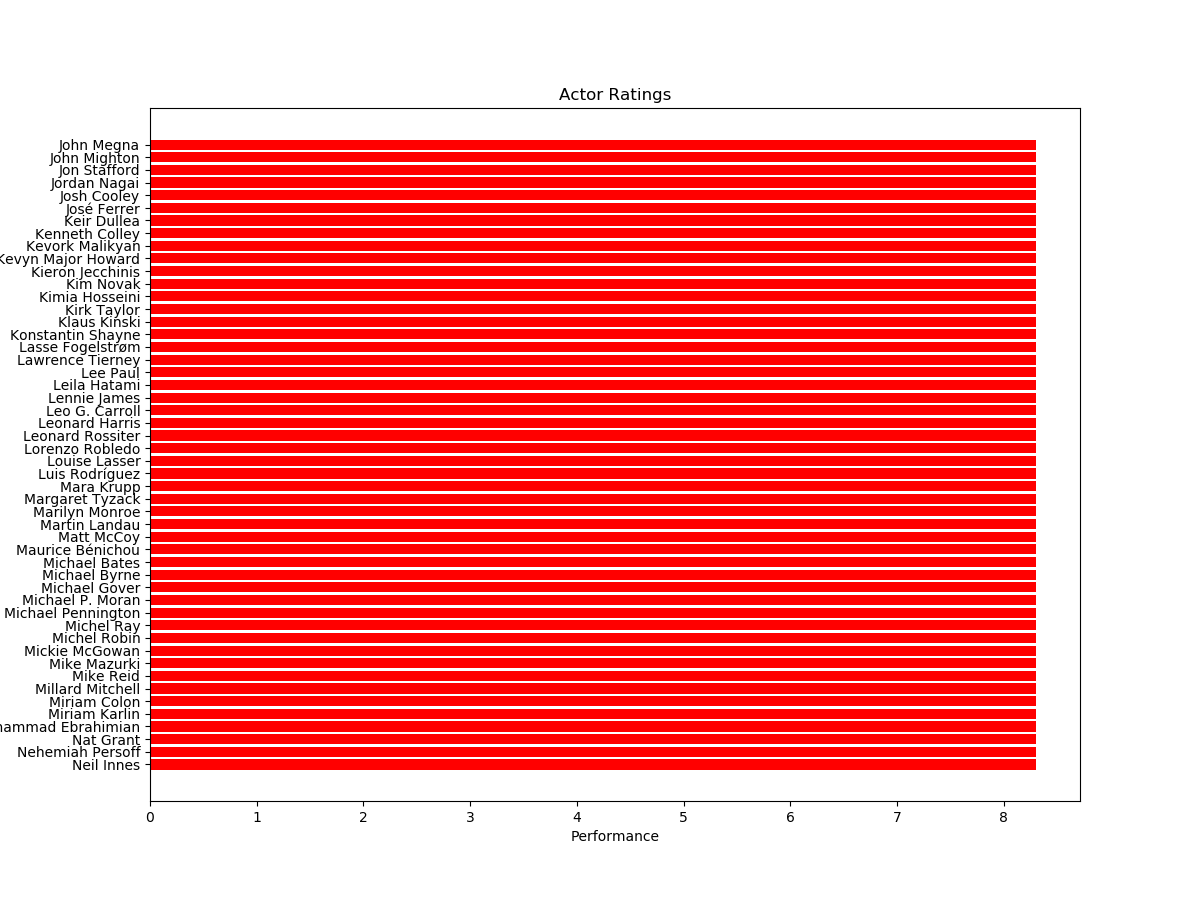 Actor Ratings
John Megna
John Mighton
Jon Stafford
Jordan Nagai
Josh Cooley
José Ferrer
Keir Dullea
Kenneth Colley
Kevork Malikyan
Kevyn Major Howard
Kieron Jecchinis
Kim Novak
Kimia Hosseini
Kirk Taylor
Klaus Kinski
Konstantin Shayne
Lasse Fogelstrøm
Lawrence Tierney
Lee Paul
Leila Hatami
Lennie James
Leo G. Carroll
Leonard Harris
Leonard Rossiter
Lorenzo Robledo
Louise Lasser
Luis Rodríguez
Mara Krupp
Margaret Tyzack
Marilyn Monroe
Martin Landau
Matt McCoy
Maurice Bénichou
Michael Bates
Michael Byrne
Michael Gover
Michael P. Moran
Michael Pennington
Michel Ray
Michel Robin
Mickie McGowan
Mike Mazurki
Mike Reid
Millard Mitchell
Miriam Colon
Miriam Karlin
Ebrahimian
Nat Grant
Nehemiah Persoff
Neil Innes
0 1 2 3 4 5 6 7 8
Performance